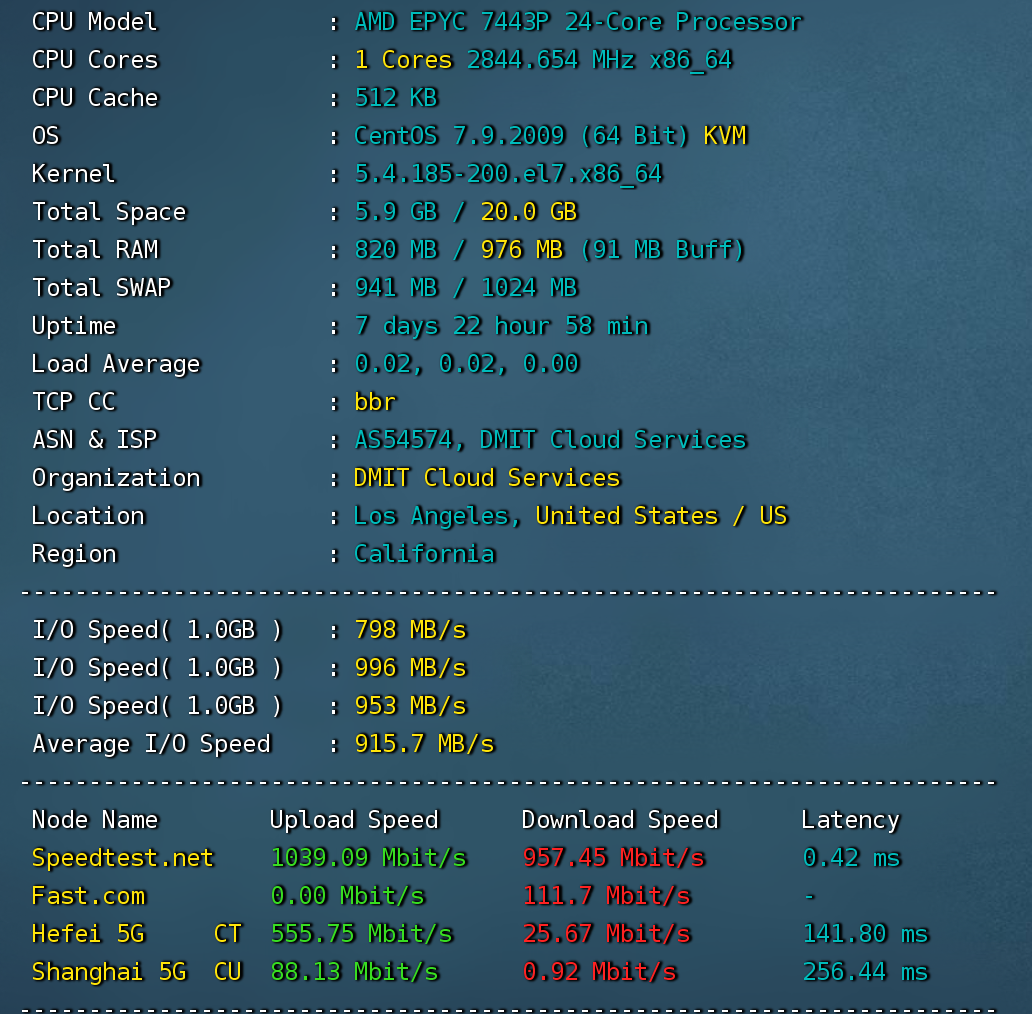 CPU Model : AMD EPYC 7443P 24-Core Processor
CPU Cores : 1 Cores 2844.654 MHz x86_64
CPU Cache : 512 KB
OS : CentOS 7.9.2009 (64 Bit) KVM
Kernel : 5.4.185-200.el7.x86_64
Total Space : 5.9 GB / 20.0 GB
Total RAM : 820 MB / 976 MB (91 MB Buff)
Total SWAP : 941 MB / 1024 MB
Uptime : 7 days 22 hour 58 min
Load Average : 0.02, 0.02, 0.00
TCP CC : bbr
ASN & ISP : AS54574, DMIT Cloud Services
Organization : DMIT Cloud Services
Location : Los Angeles, United States / US
Region : California
----------------------------------------------------------------------
I/O Speed( 1.0GB ) : 798 MB/s
I/O Speed( 1.0GB ) : 996 MB/s
I/O Speed( 1.0GB ) : 953 MB/s
Average I/O Speed : 915.7 MB/s
----------------------------------------------------------------------
Node Name Upload Speed Download Speed Latency
Speedtest.net 1039.09 Mbit/s 957.45 Mbit/s 0.42 ms
Fast.com 0.00 Mbit/s 111.7 Mbit/s -
Hefei 5G CT 555.75 Mbit/s 25.67 Mbit/s 141.80 ms
Shanghai 5G CU 88.13 Mbit/s 0.92 Mbit/s 256.44 ms
----------------------------------------------------------------------